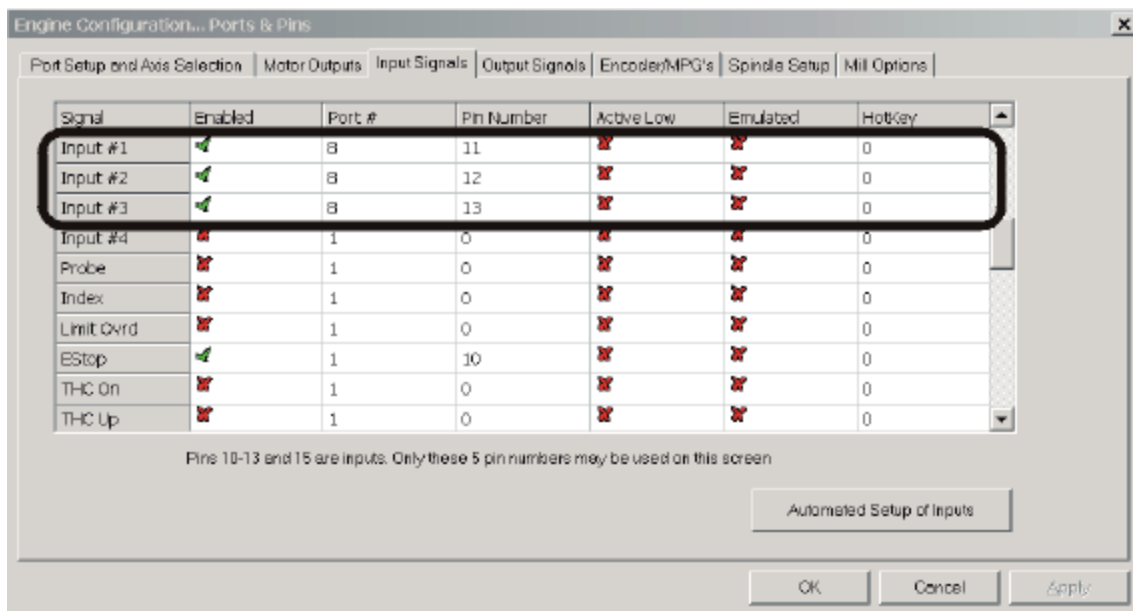 Engine Configuration... Ports & Pins
Port Setup and Axis Selection Motor Outputs Input Signals Output Signals Encoder/MPG's Spindle Setup Mill Options
Signal Enabled Port # Pin Number Active Low Emulated HotKey
Input #1 8 11 0
Input #2 8 12 0
Input #3 8 13 0
Input #4 1 0 0
Probe 1 0 0
Index 1 0 0
Limit Ovrd 1 0 0
EStop 1 10 0
THC On 1 0 0
THC Up 1 0 0
Pins 10-13 and 15 are inputs. Only these 5 pin numbers may be used on this screen
Automated Setup of Inputs
OK Cancel Apply